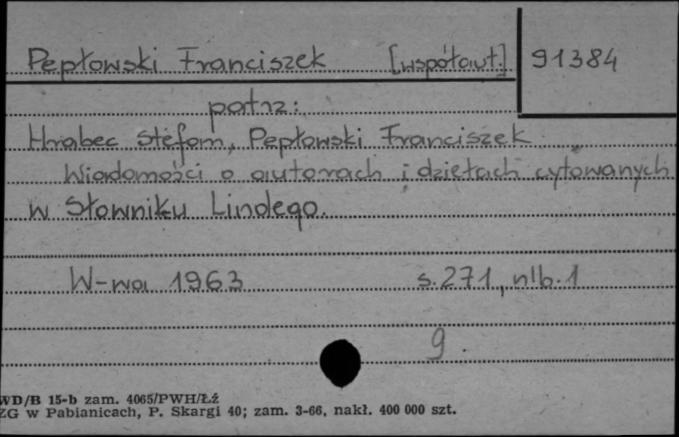 Pepłowski Franciszek [współaut.] 91384
patrz:
Hrabec Stefan, Pepłowski Franciszek
Wiadomości o autorach i dziełach cytowanych
w Słowniku Lindego.
W-wa 1963 s. 271, nlb. 1
9.
WD/B 15-b zam. 4065/PWH/Łź
ZG w Pabianicach, P. Skargi 40; zam. 3-66, nakł. 400 000 szt.